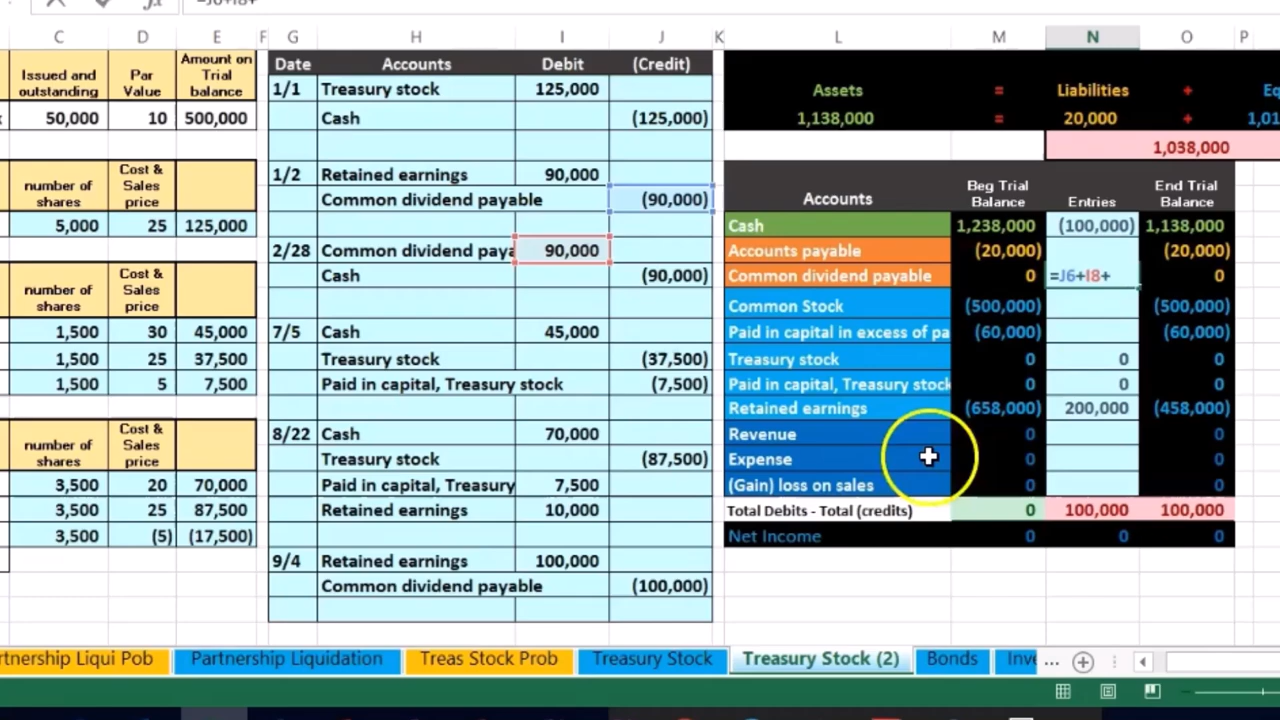 =J6+I8+
C D E F G H I J K L M N O P
Issued and outstanding Par Value Amount on Trial balance Date Accounts Debit (Credit)
50,000 10 500,000
1/1 Treasury stock 125,000
Cash (125,000)
Assets = Liabilities +
1,138,000 = 20,000 +
1,038,000
number of shares Cost & Sales price
5,000 25 125,000
1/2 Retained earnings 90,000
Common dividend payable (90,000)
2/28 Common dividend paya 90,000
Cash (90,000)
number of shares Cost & Sales price
1,500 30 45,000
1,500 25 37,500
1,500 5 7,500
7/5 Cash 45,000
Treasury stock (37,500)
Paid in capital, Treasury stock (7,500)
number of shares Cost & Sales price
3,500 20 70,000
3,500 25 87,500
3,500 (5) (17,500)
8/22 Cash 70,000
Treasury stock (87,500)
Paid in capital, Treasury 7,500
Retained earnings 10,000
9/4 Retained earnings 100,000
Common dividend payable (100,000)
Accounts Beg Trial Balance Entries End Trial Balance
Cash 1,238,000 (100,000) 1,138,000
Accounts payable (20,000) (20,000)
Common dividend payable 0 =J6+I8+ 0
Common Stock (500,000) (500,000)
Paid in capital in excess of pa (60,000) (60,000)
Treasury stock 0 0 0
Paid in capital, Treasury stock 0 0 0
Retained earnings (658,000) 200,000 (458,000)
Revenue 0 0
Expense 0 0
(Gain) loss on sales 0 0
Total Debits - Total (credits) 0 100,000 100,000
Net Income 0 0 0
rtnership Liqui Pob Partnership Liquidation Treas Stock Prob Treasury Stock Treasury Stock (2) Bonds Inve ...